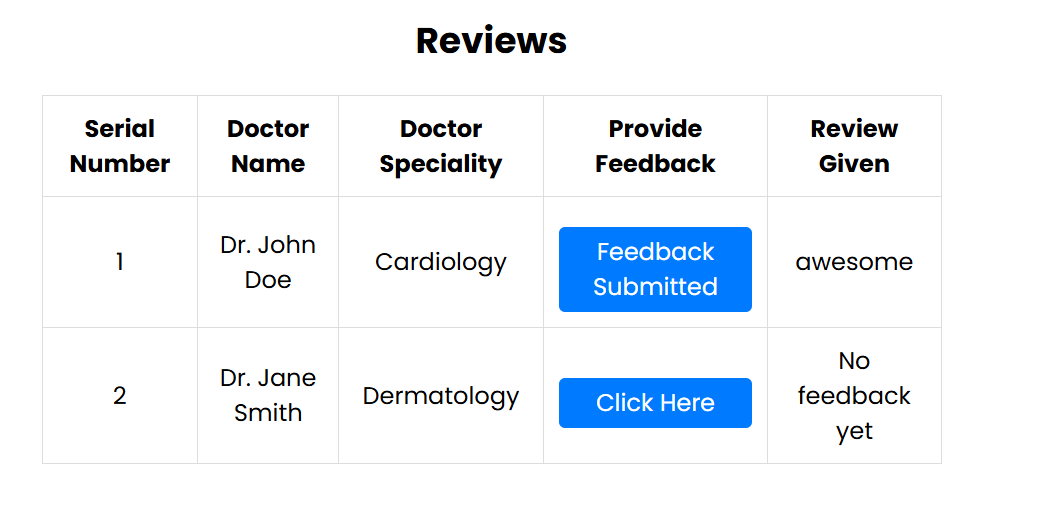 Reviews
Serial Number
Doctor Name
Doctor Speciality
Provide Feedback
Review Given
1
Dr. John Doe
Cardiology
Feedback Submitted
awesome
2
Dr. Jane Smith
Dermatology
Click Here
No feedback yet